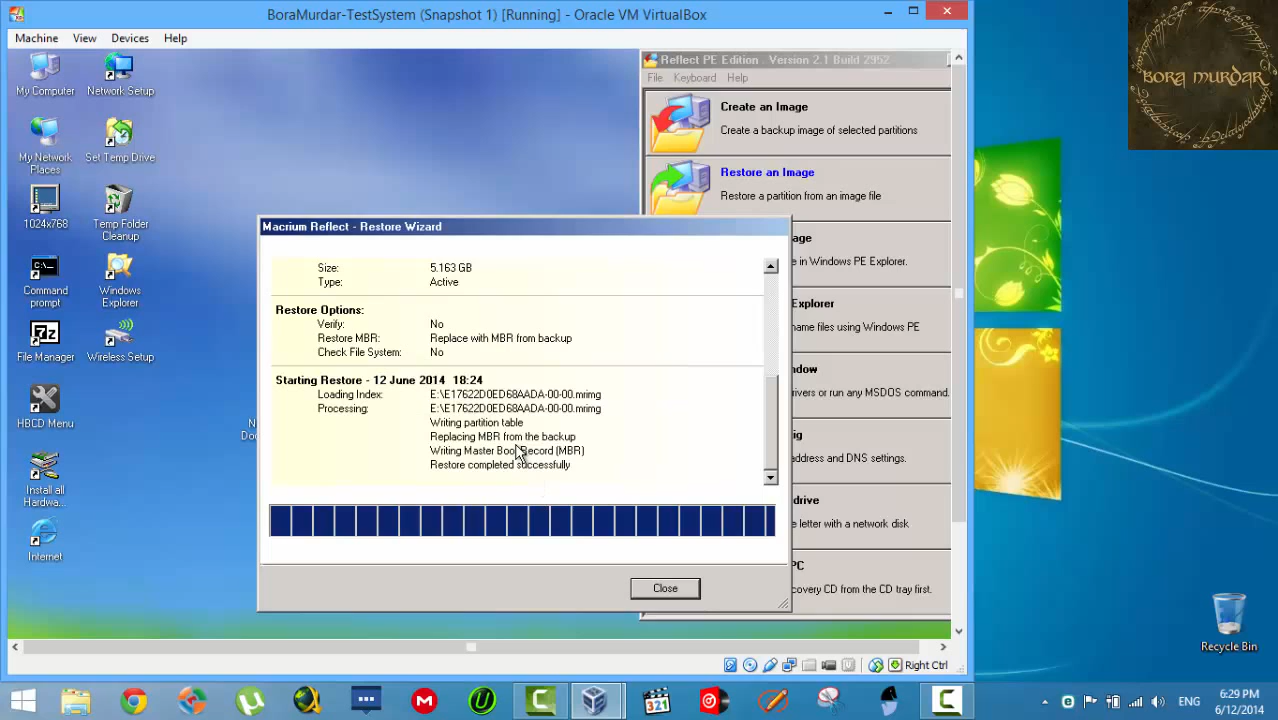 BoraMurdar-TestSystem (Snapshot 1) [Running] - Oracle VM VirtualBox
Machine View Devices Help
BORA MURDAR
My Computer
Network Setup
My Network
Places
Set Temp Drive
1024x768
Temp Folder
Cleanup
Command
prompt
Windows
Explorer
File Manager
Wireless Setup
HBCD Menu
Install all
Hardwa...
Internet
Reflect PE Edition . Version 2.1 Build 2952
File Keyboard Help
Create an Image
Create a backup image of selected partitions
Restore an Image
Restore a partition from an image file
age
e in Windows PE Explorer.
Explorer
name files using Windows PE
ndow
rivers or run any MSDOS command.
ig
address and DNS settings.
drive
e letter with a network disk
PC
covery CD from the CD tray first.
Macrium Reflect - Restore Wizard
Size: 5.163 GB
Type: Active
Restore Options:
Verify: No
Restore MBR: Replace with MBR from backup
Check File System: No
Starting Restore - 12 June 2014 18:24
Loading Index: E:\E17622D0ED68AADA-00-00.mrimg
Processing: E:\E17622D0ED68AADA-00-00.mrimg
Writing partition table
Replacing MBR from the backup
Writing Master Boot Record (MBR)
Restore completed successfully
Close
Right Ctrl
Recycle Bin
321
ENG
6:29 PM
6/12/2014